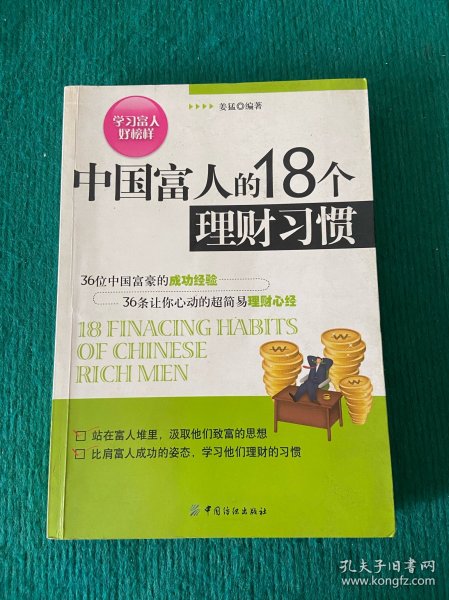 姜猛◎编著
学习富人
好榜样
中国富人的18个
理财习惯
36位中国富豪的成功经验
36条让你心动的超简易理财心经
18 FINACING HABITS
OF CHINESE
RICH MEN
站在富人堆里，汲取他们致富的思想
比肩富人成功的姿态，学习他们理财的习惯
中国纺织出版社
孔夫子旧书网
www.kongfz.com